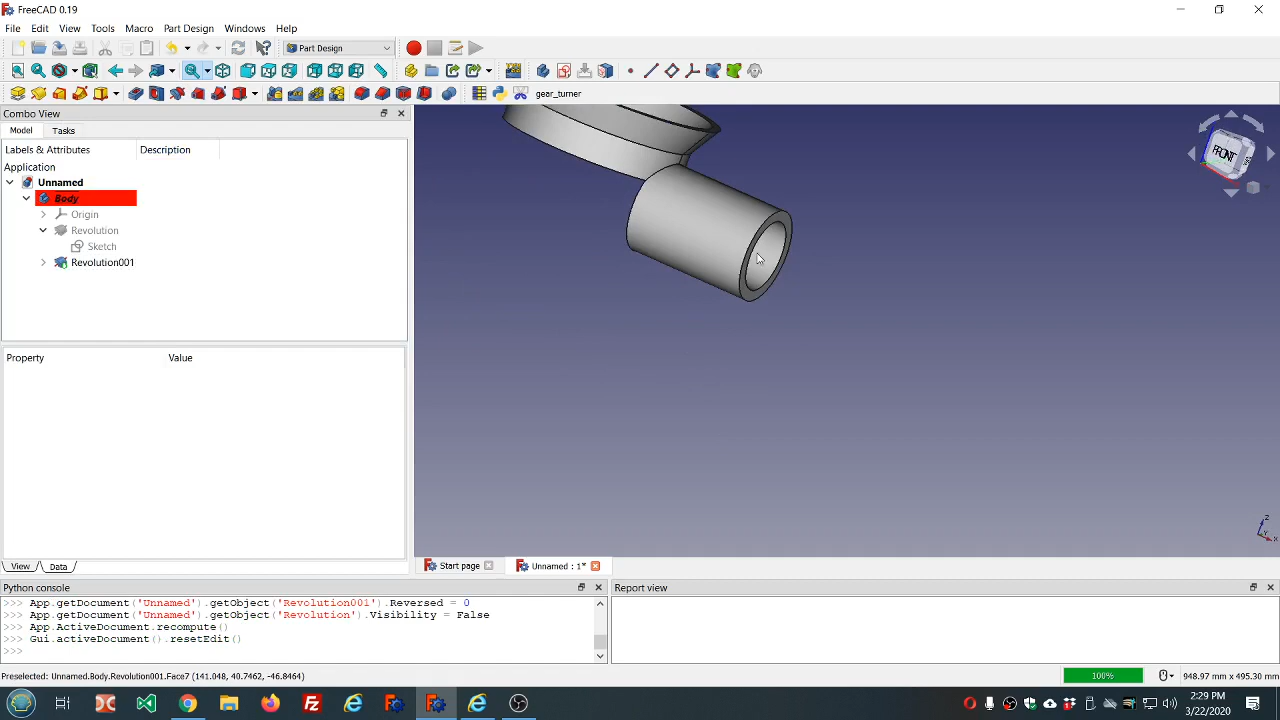 FreeCAD 0.19
File Edit View Tools Macro Part Design Windows Help
Part Design
gear_turner
Combo View
Model Tasks
Labels & Attributes Description
Application
Unnamed
Body
Origin
Revolution
Sketch
Revolution001
Property Value
FRONT
Z
X
View Data
Start page Unnamed : 1*
Python console
Report view
>>> App.getDocument('Unnamed').getObject('Revolution001').Reversed = 0
>>> App.getDocument('Unnamed').getObject('Revolution').Visibility = False
>>> App.ActiveDocument.recompute()
>>> Gui.activeDocument().resetEdit()
>>>
Preselected: Unnamed.Body.Revolution001.Face7 (141.048, 40.7462, -46.8464)
100%
948.97 mm x 495.30 mm
2:29 PM
3/22/2020